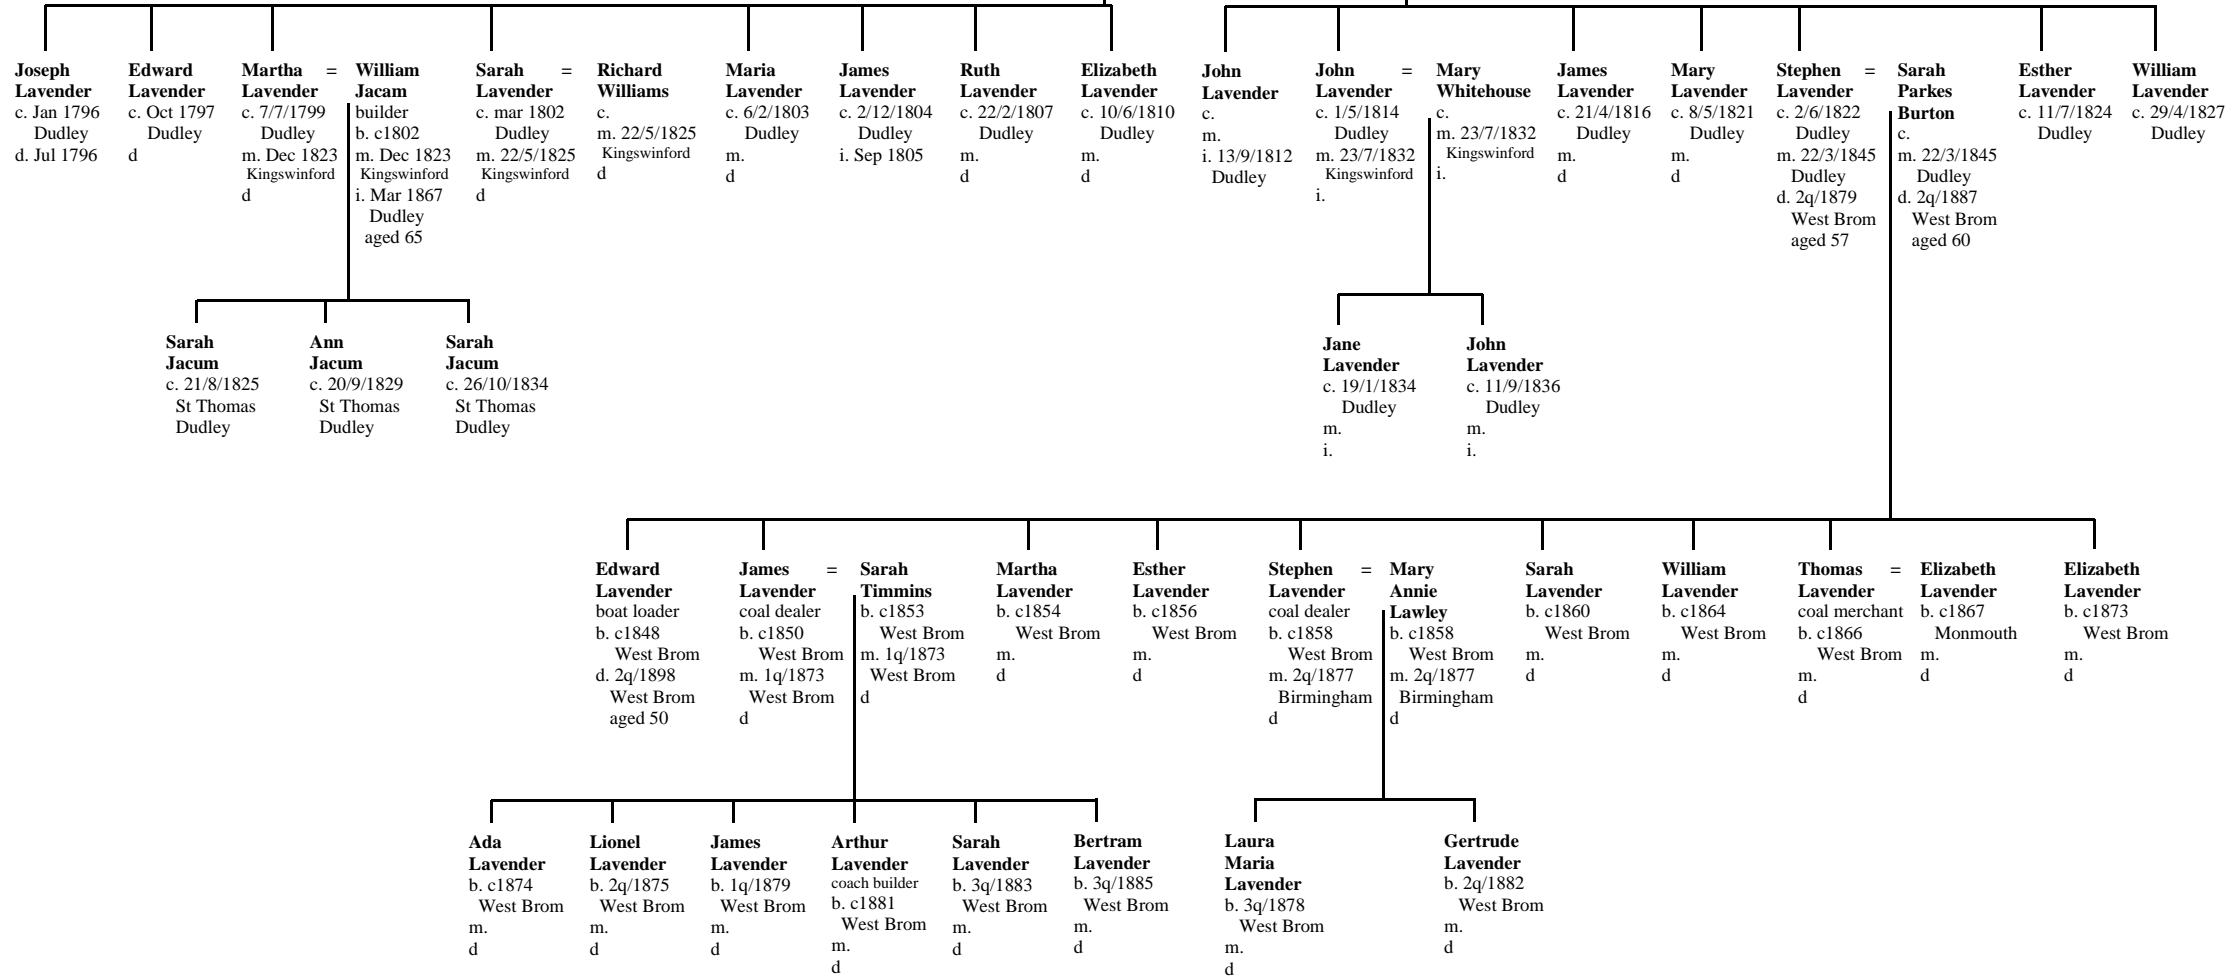 Joseph
Lavender
c. Jan 1796
Dudley
d. Jul 1796
Edward
Lavender
c. Oct 1797
Dudley
d
Martha =
Lavender
c. 7/7/1799
Dudley
m. Dec 1823
Kingswinford
d
William
Jacam
builder
b. c1802
m. Dec 1823
Kingswinford
i. Mar 1867
Dudley
aged 65
Sarah =
Lavender
c. mar 1802
Dudley
m. 22/5/1825
Kingswinford
d
Richard
Williams
c.
m. 22/5/1825
Kingswinford
d
Maria
Lavender
c. 6/2/1803
Dudley
m.
d
James
Lavender
c. 2/12/1804
Dudley
i. Sep 1805
Ruth
Lavender
c. 22/2/1807
Dudley
m.
d
Elizabeth
Lavender
c. 10/6/1810
Dudley
m.
d
John
Lavender
c.
m.
i. 13/9/1812
Dudley
John =
Lavender
c. 1/5/1814
Dudley
m. 23/7/1832
Kingswinford
i.
Mary
Whitehouse
c.
m. 23/7/1832
Kingswinford
i.
James
Lavender
c. 21/4/1816
Dudley
m.
d
Mary
Lavender
c. 8/5/1821
Dudley
m.
d
Stephen =
Lavender
c. 2/6/1822
Dudley
m. 22/3/1845
Dudley
d. 2q/1879
West Brom
aged 57
Sarah
Parkes
Burton
c.
m. 22/3/1845
Dudley
d. 2q/1887
West Brom
aged 60
Esther
Lavender
c. 11/7/1824
Dudley
William
Lavender
c. 29/4/1827
Dudley
Sarah
Jacum
c. 21/8/1825
St Thomas
Dudley
Ann
Jacum
c. 20/9/1829
St Thomas
Dudley
Sarah
Jacum
c. 26/10/1834
St Thomas
Dudley
Jane
Lavender
c. 19/1/1834
Dudley
m.
i.
John
Lavender
c. 11/9/1836
Dudley
m.
i.
Edward
Lavender
boat loader
b. c1848
West Brom
d. 2q/1898
West Brom
aged 50
James =
Lavender
coal dealer
b. c1850
West Brom
m. 1q/1873
West Brom
d
Sarah
Timmins
b. c1853
West Brom
m. 1q/1873
West Brom
d
Martha
Lavender
b. c1854
West Brom
m.
d
Esther
Lavender
b. c1856
West Brom
m.
d
Stephen =
Lavender
coal dealer
b. c1858
West Brom
m. 2q/1877
Birmingham
d
Mary
Annie
Lawley
b. c1858
West Brom
m. 2q/1877
Birmingham
d
Sarah
Lavender
b. c1860
West Brom
m.
d
William
Lavender
b. c1864
West Brom
m.
d
Thomas =
Lavender
coal merchant
b. c1866
West Brom
m.
d
Elizabeth
Lavender
b. c1867
Monmouth
m.
d
Elizabeth
Lavender
b. c1873
West Brom
m.
d
Ada
Lavender
b. c1874
West Brom
m.
d
Lionel
Lavender
b. 2q/1875
West Brom
m.
d
James
Lavender
b. 1q/1879
West Brom
m.
d
Arthur
Lavender
coach builder
b. c1881
West Brom
m.
d
Sarah
Lavender
b. 3q/1883
West Brom
m.
d
Bertram
Lavender
b. 3q/1885
West Brom
m.
d
Laura
Maria
Lavender
b. 3q/1878
West Brom
m.
d
Gertrude
Lavender
b. 2q/1882
West Brom
m.
d